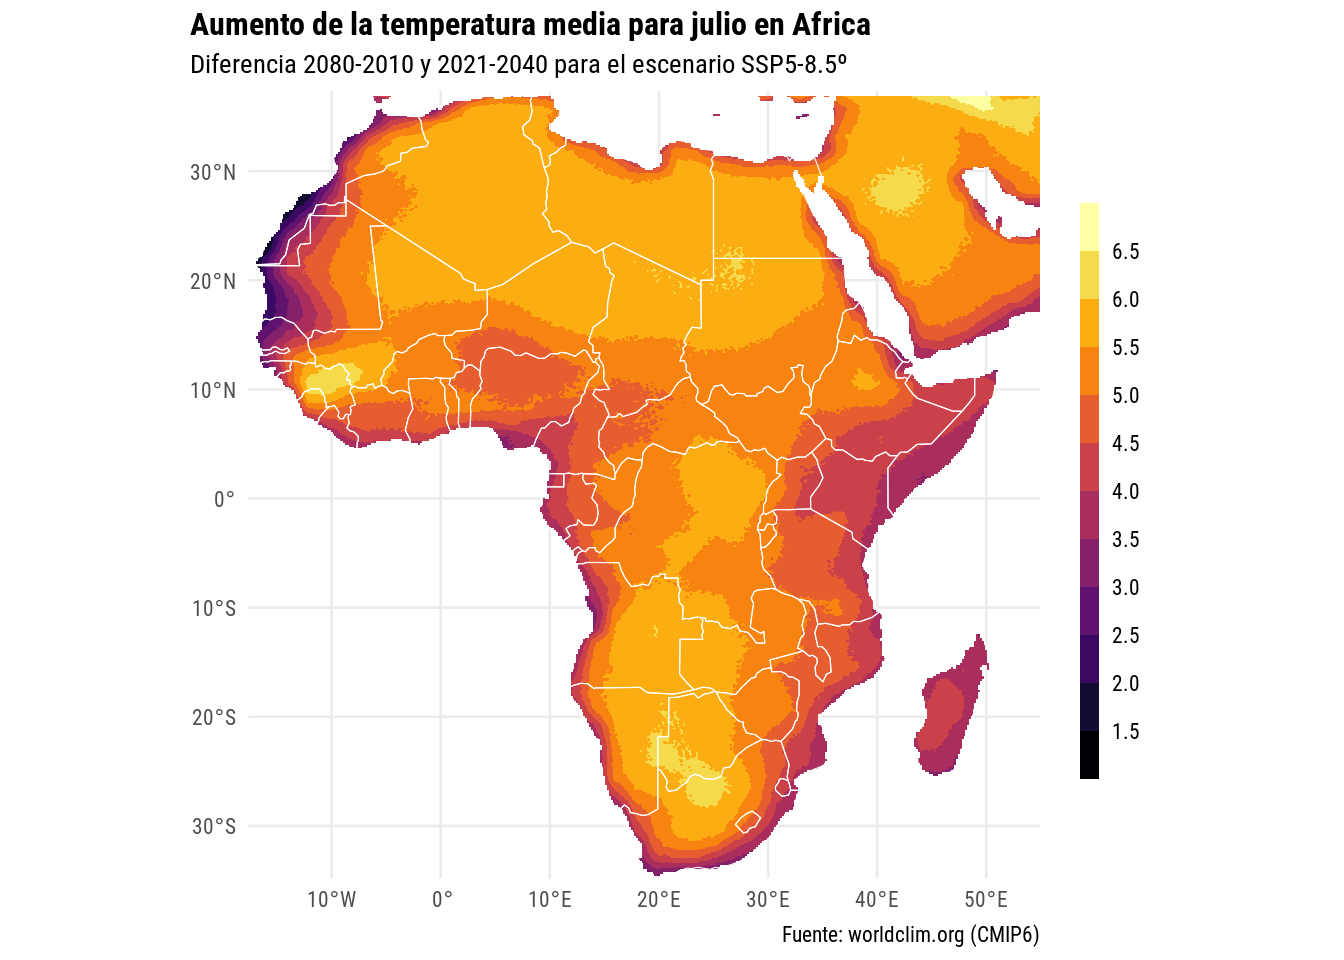 Aumento de la temperatura media para julio en Africa
Diferencia 2080-2010 y 2021-2040 para el escenario SSP5-8.5º
30°N
20°N
10°N
0°
10°S
20°S
30°S
10°W
0°
10°E
20°E
30°E
40°E
50°E
6.5
6.0
5.5
5.0
4.5
4.0
3.5
3.0
2.5
2.0
1.5
Fuente: worldclim.org (CMIP6)